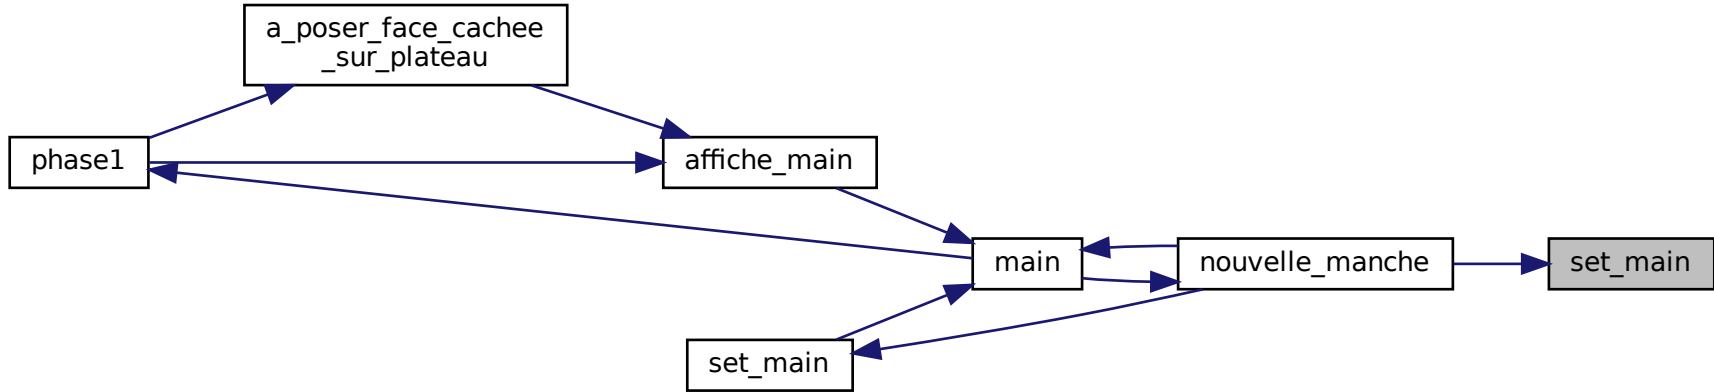 a_poser_face_cachee
_sur_plateau
phase1
affiche_main
main
nouvelle_manche
set_main
set_main